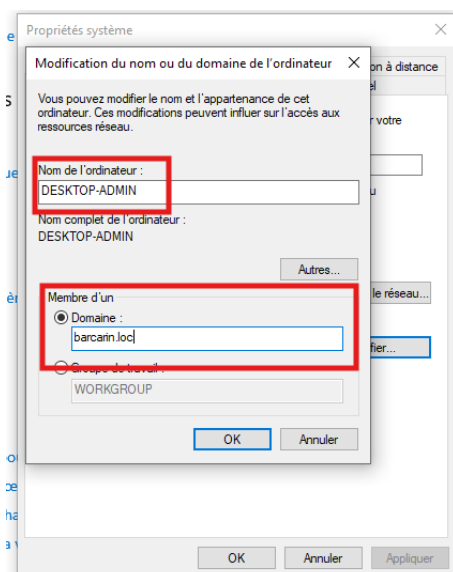 Propriétés système
Modification du nom ou du domaine de l'ordinateur
on à distance
Vous pouvez modifier le nom et l'appartenance de cet
ordinateur. Ces modifications peuvent influer sur l'accès aux
ressources réseau.
r votre
Nom de l'ordinateur :
DESKTOP-ADMIN
Nom complet de l'ordinateur :
DESKTOP-ADMIN
Autres...
le réseau...
Membre d'un
Domaine :
barcarin.loc
fier...
Groupe de travail :
WORKGROUP
OK
Annuler
OK
Annuler
Appliquer